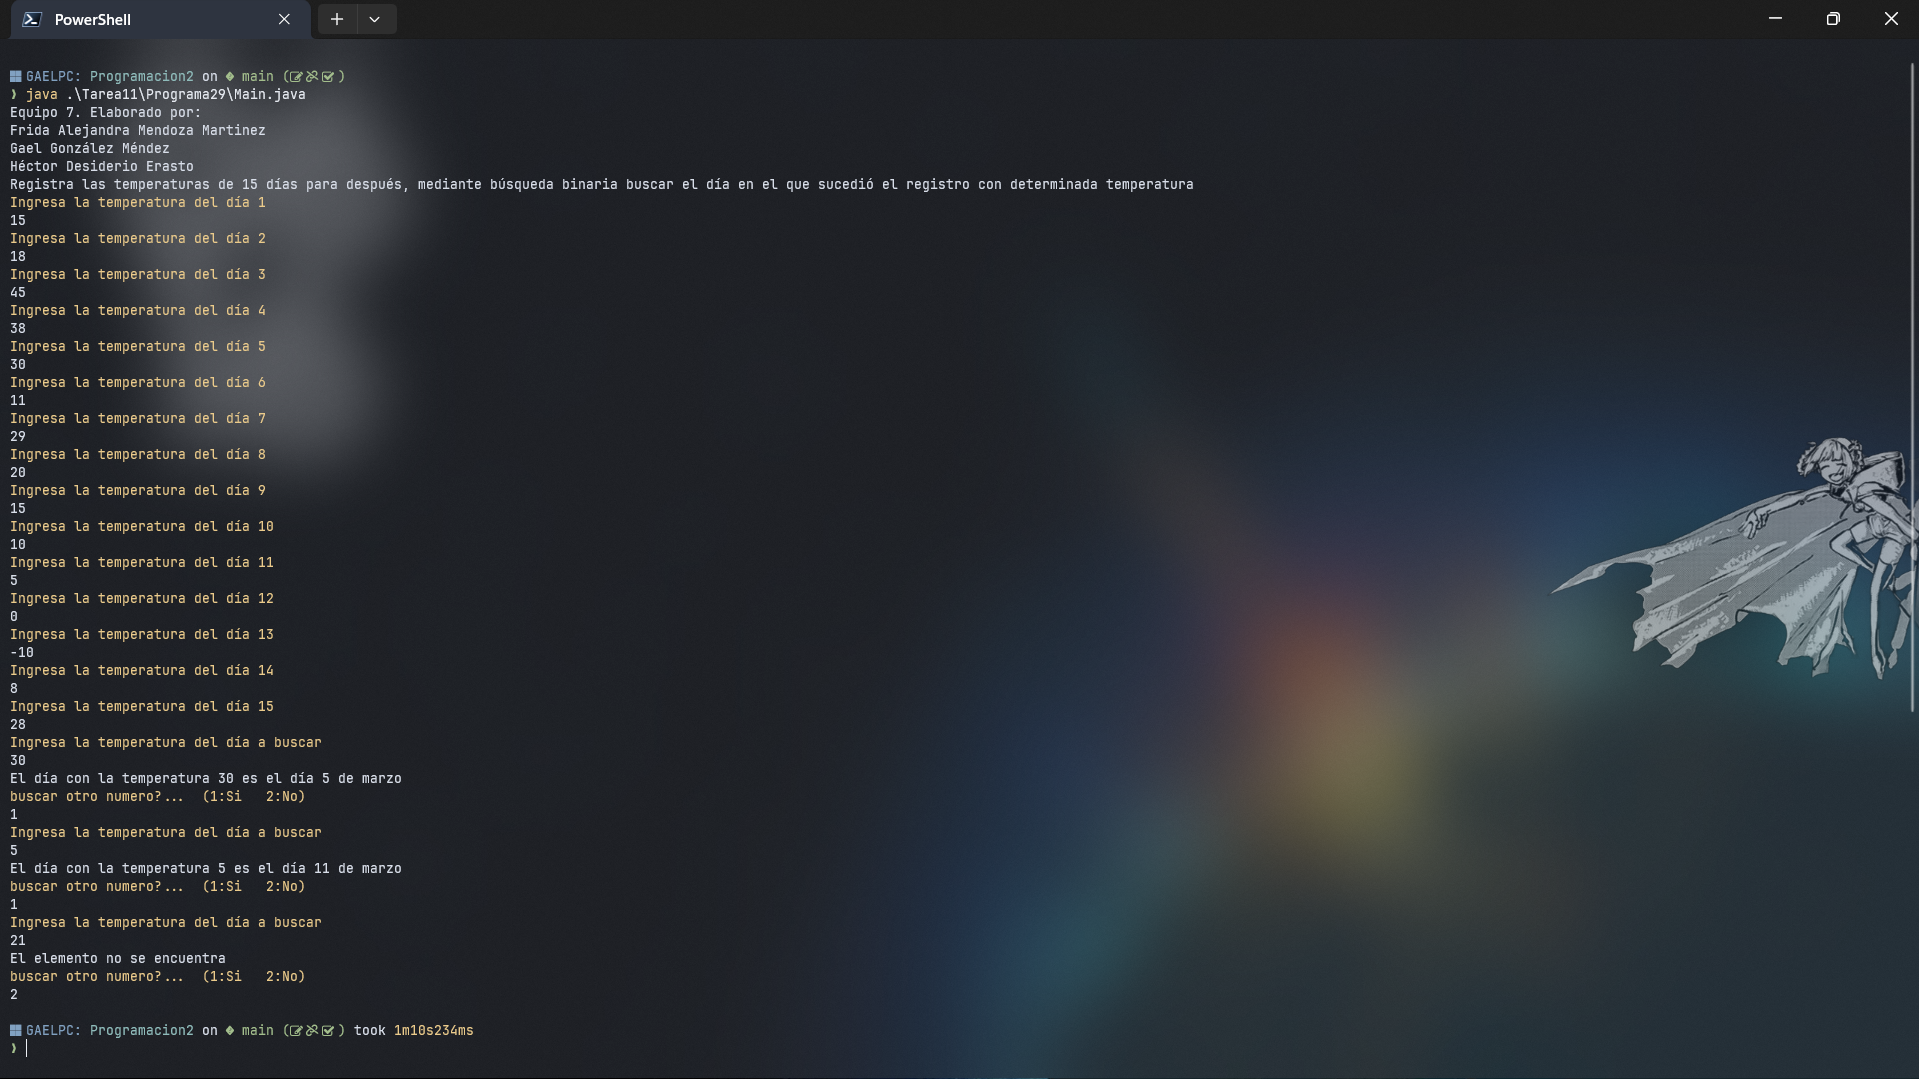 PowerShell
GAELPC: Programacion2 on main ( )
❯ java .\Tarea11\Programa29\Main.java
Equipo 7. Elaborado por:
Frida Alejandra Mendoza Martinez
Gael González Méndez
Héctor Desiderio Erasto
Registra las temperaturas de 15 días para después, mediante búsqueda binaria buscar el día en el que sucedió el registro con determinada temperatura
Ingresa la temperatura del día 1
15
Ingresa la temperatura del día 2
18
Ingresa la temperatura del día 3
45
Ingresa la temperatura del día 4
38
Ingresa la temperatura del día 5
30
Ingresa la temperatura del día 6
11
Ingresa la temperatura del día 7
29
Ingresa la temperatura del día 8
20
Ingresa la temperatura del día 9
15
Ingresa la temperatura del día 10
10
Ingresa la temperatura del día 11
5
Ingresa la temperatura del día 12
0
Ingresa la temperatura del día 13
-10
Ingresa la temperatura del día 14
8
Ingresa la temperatura del día 15
28
Ingresa la temperatura del día a buscar
30
El día con la temperatura 30 es el día 5 de marzo
buscar otro numero?... (1:Si 2:No)
1
Ingresa la temperatura del día a buscar
5
El día con la temperatura 5 es el día 11 de marzo
buscar otro numero?... (1:Si 2:No)
1
Ingresa la temperatura del día a buscar
21
El elemento no se encuentra
buscar otro numero?... (1:Si 2:No)
2
GAELPC: Programacion2 on main ( ) took 1m10s234ms
❯